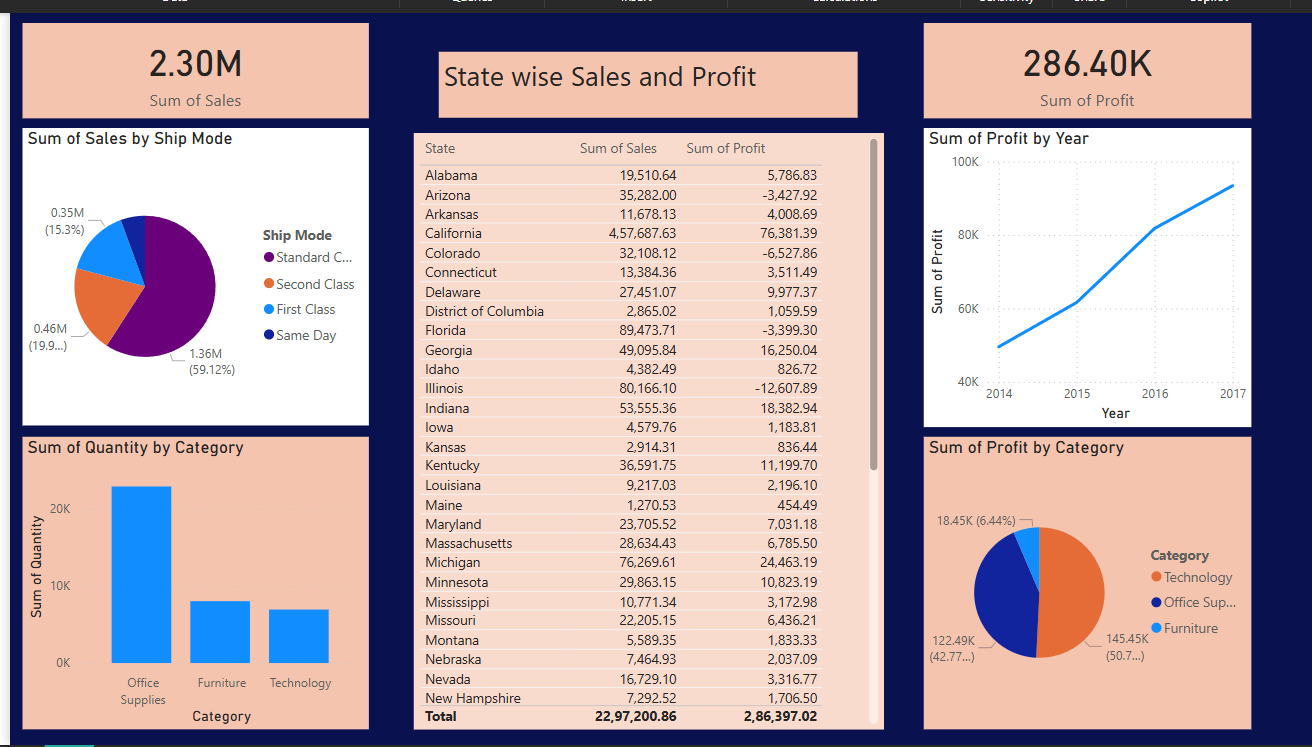 2.30M
Sum of Sales
State wise Sales and Profit
286.40K
Sum of Profit
Sum of Sales by Ship Mode
0.35M
(15.3%)
0.46M
(19.9...)
1.36M
(59.12%)
Ship Mode
Standard C...
Second Class
First Class
Same Day
Sum of Quantity by Category
Sum of Quantity
20K
10K
0K
Office
Supplies
Furniture
Technology
Category
State Sum of Sales Sum of Profit
Alabama 19,510.64 5,786.83
Arizona 35,282.00 -3,427.92
Arkansas 11,678.13 4,008.69
California 4,57,687.63 76,381.39
Colorado 32,108.12 -6,527.86
Connecticut 13,384.36 3,511.49
Delaware 27,451.07 9,977.37
District of Columbia 2,865.02 1,059.59
Florida 89,473.71 -3,399.30
Georgia 49,095.84 16,250.04
Idaho 4,382.49 826.72
Illinois 80,166.10 -12,607.89
Indiana 53,555.36 18,382.94
Iowa 4,579.76 1,183.81
Kansas 2,914.31 836.44
Kentucky 36,591.75 11,199.70
Louisiana 9,217.03 2,196.10
Maine 1,270.53 454.49
Maryland 23,705.52 7,031.18
Massachusetts 28,634.43 6,785.50
Michigan 76,269.61 24,463.19
Minnesota 29,863.15 10,823.19
Mississippi 10,771.34 3,172.98
Missouri 22,205.15 6,436.21
Montana 5,589.35 1,833.33
Nebraska 7,464.93 2,037.09
Nevada 16,729.10 3,316.77
New Hampshire 7,292.52 1,706.50
Total 22,97,200.86 2,86,397.02
Sum of Profit by Year
Sum of Profit
100K
80K
60K
40K
2014 2015 2016 2017
Year
Sum of Profit by Category
18.45K (6.44%)
122.49K
(42.77...)
145.45K
(50.7...)
Category
Technology
Office Sup...
Furniture